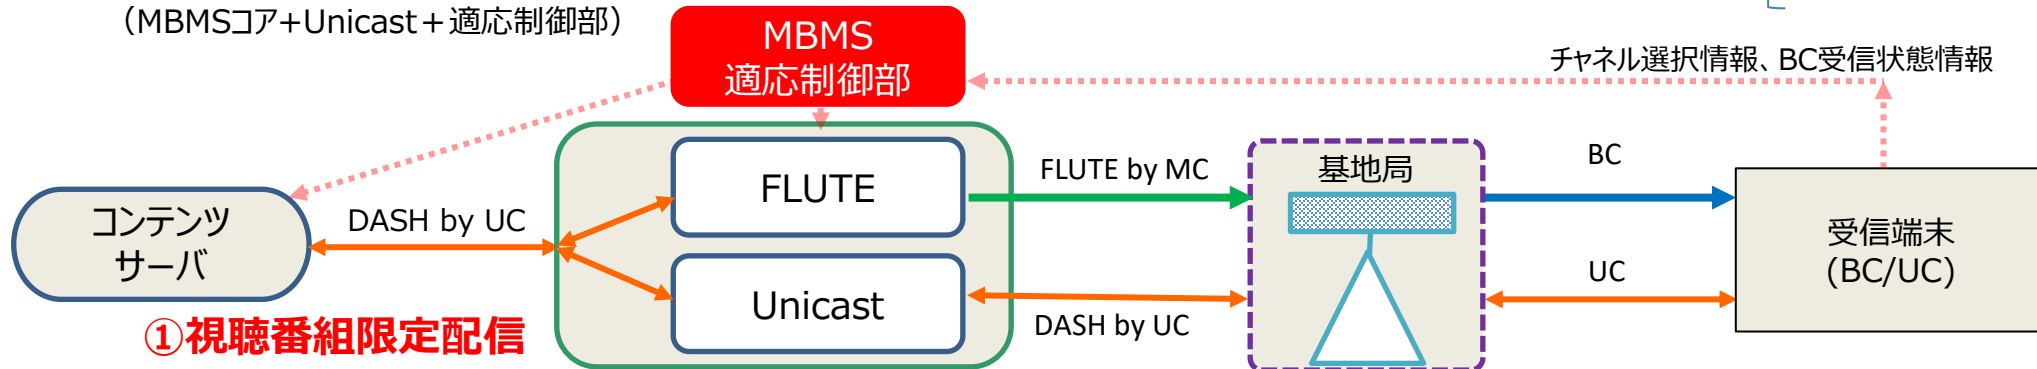 (MBMSコア+Unicast+適応制御部)
MBMS
適応制御部
チャネル選択情報、BC受信状態情報
FLUTE
FLUTE by MC
基地局
BC
コンテンツ
サーバ
DASH by UC
受信端末
(BC/UC)
Unicast
DASH by UC
UC
①視聴番組限定配信